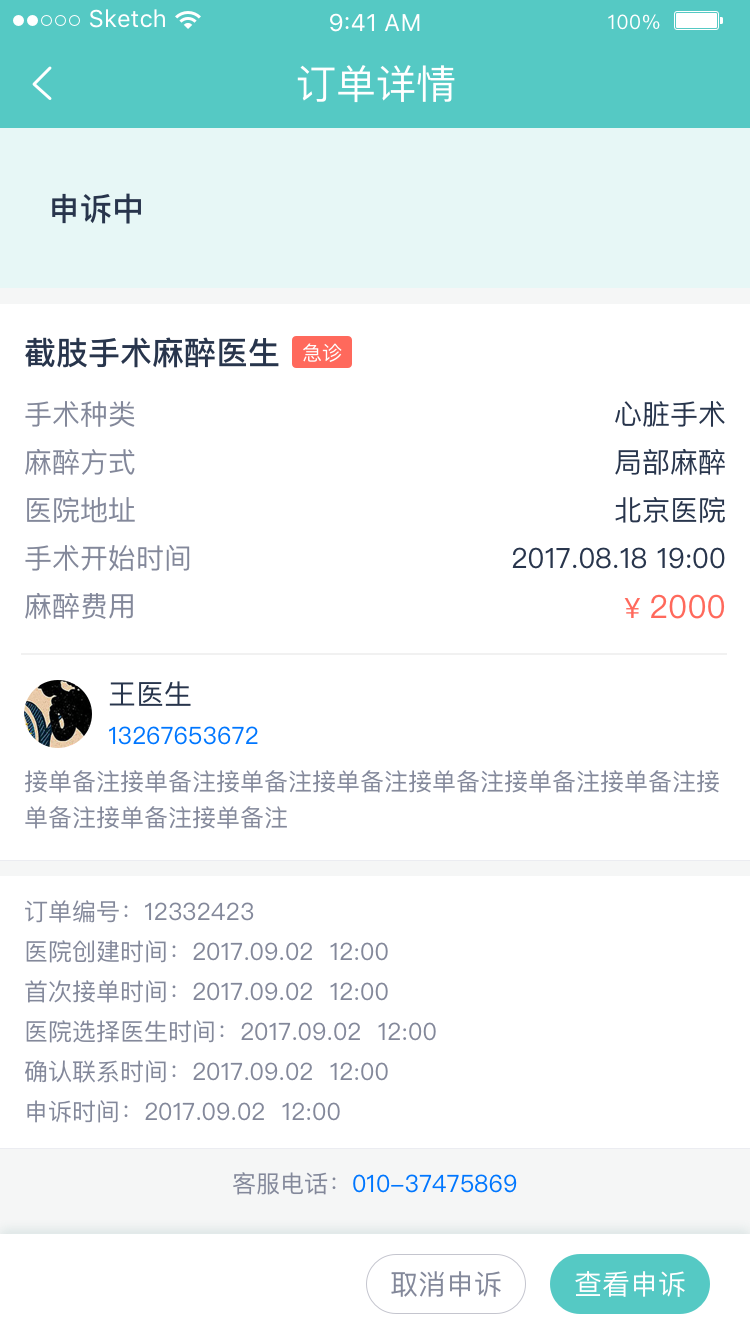 Sketch 9:41 AM 100%
订单详情
申诉中
截肢手术麻醉医生 急诊
手术种类 心脏手术
麻醉方式 局部麻醉
医院地址 北京医院
手术开始时间 2017.08.18 19:00
麻醉费用 ¥ 2000
王医生
13267653672
接单备注接单备注接单备注接单备注接单备注接单备注接单备注接
单备注接单备注接单备注
订单编号：12332423
医院创建时间：2017.09.02 12:00
首次接单时间：2017.09.02 12:00
医院选择医生时间：2017.09.02 12:00
确认联系时间：2017.09.02 12:00
申诉时间：2017.09.02 12:00
客服电话：010-37475869
取消申诉 查看申诉